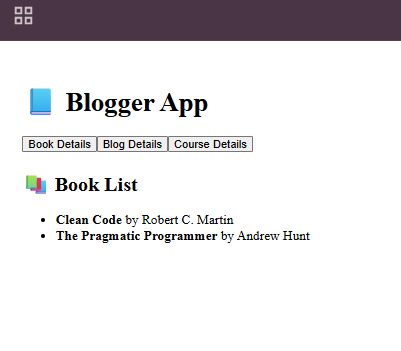 Blogger App
Book Details Blog Details Course Details
Book List
Clean Code by Robert C. Martin
The Pragmatic Programmer by Andrew Hunt